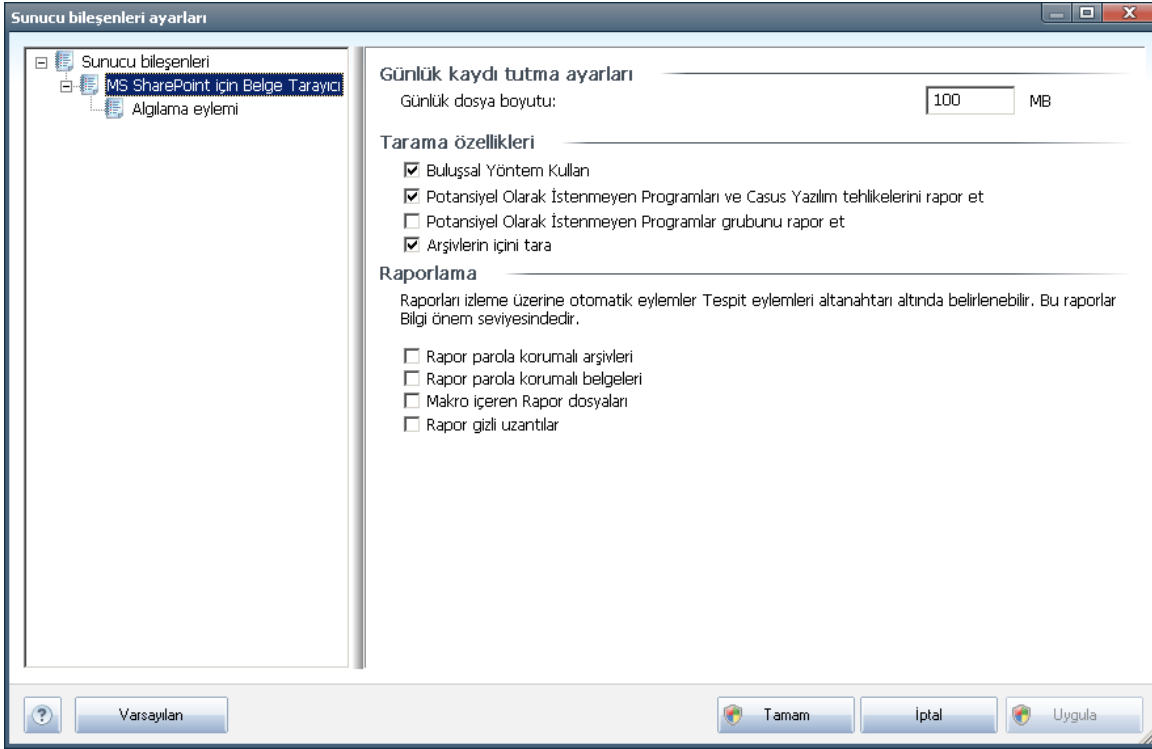 Sunucu bileşenleri ayarları
Sunucu bileşenleri
MS SharePoint için Belge Tarayıcı
Algılama eylemi
Günlük kaydı tutma ayarları
Günlük dosya boyutu: 100 MB
Tarama özellikleri
Buluşsal Yöntem Kullan
Potansiyel Olarak İstenmeyen Programları ve Casus Yazılım tehlikelerini rapor et
Potansiyel Olarak İstenmeyen Programlar grubunu rapor et
Arşivlerin içini tara
Raporlama
Raporları izleme üzerine otomatik eylemler Tespit eylemleri altanahtarı altında belirlenebilir. Bu raporlar
Bilgi önem seviyesindedir.
Rapor parola korumalı arşivleri
Rapor parola korumalı belgeleri
Makro içeren Rapor dosyaları
Rapor gizli uzantılar
? Varsayılan Tamam İptal Uygula